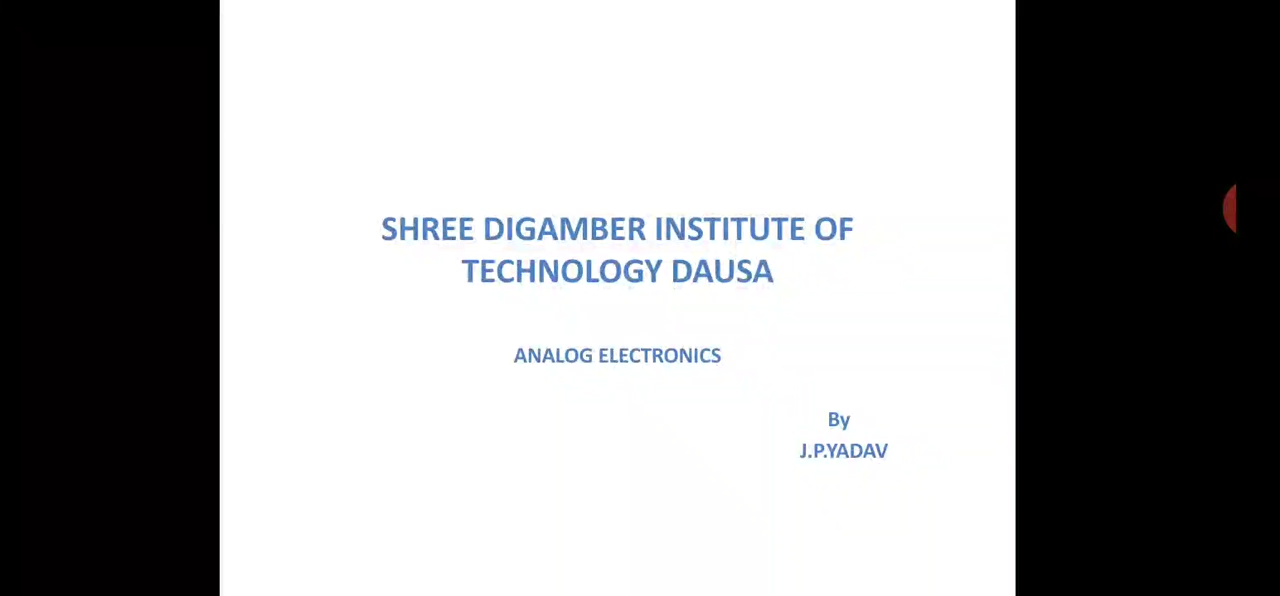 SHREE DIGAMBER INSTITUTE OF
TECHNOLOGY DAUSA
ANALOG ELECTRONICS
By
J.P.YADAV